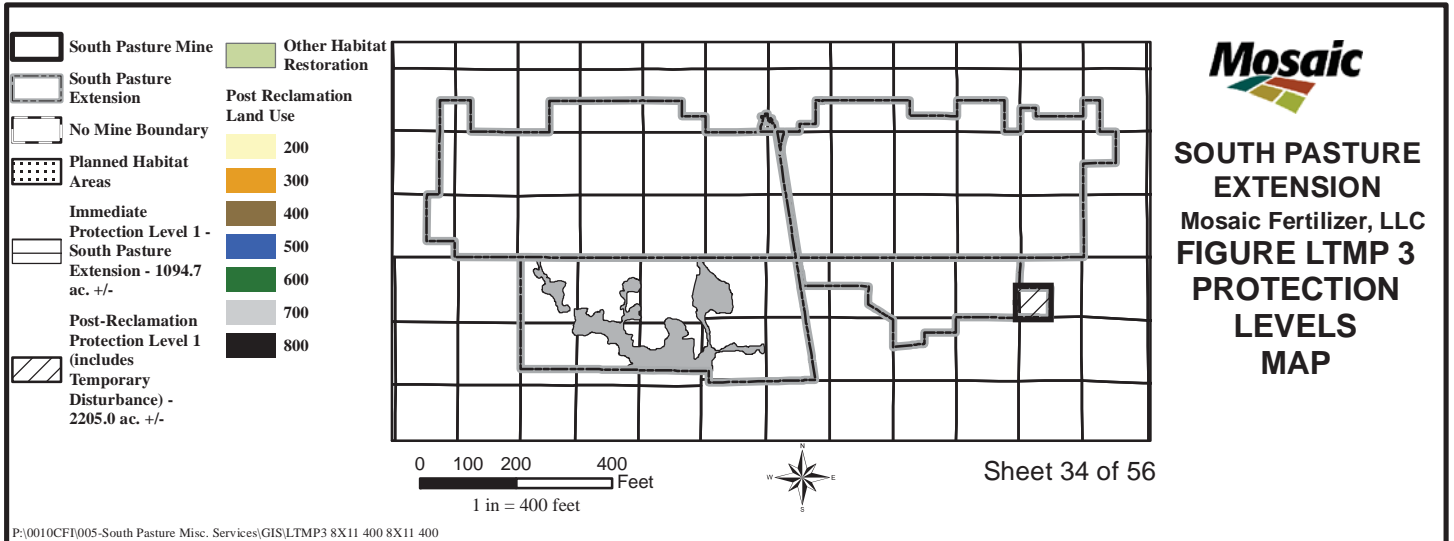 South Pasture Mine
South Pasture
Extension
No Mine Boundary
Planned Habitat
Areas
Immediate
Protection Level 1 -
South Pasture
Extension - 1094.7
ac. +/-
Post-Reclamation
Protection Level 1
(includes
Temporary
Disturbance) -
2205.0 ac. +/-
Other Habitat
Restoration
Post Reclamation
Land Use
200
300
400
500
600
700
800
0 100 200 400
Feet
1 in = 400 feet
N
W E
S
Sheet 34 of 56
Mosaic
SOUTH PASTURE
EXTENSION
Mosaic Fertilizer, LLC
FIGURE LTMP 3
PROTECTION
LEVELS
MAP
P:\0010CFI\005-South Pasture Misc. Services\GIS\LTMP3 8X11 400 8X11 400